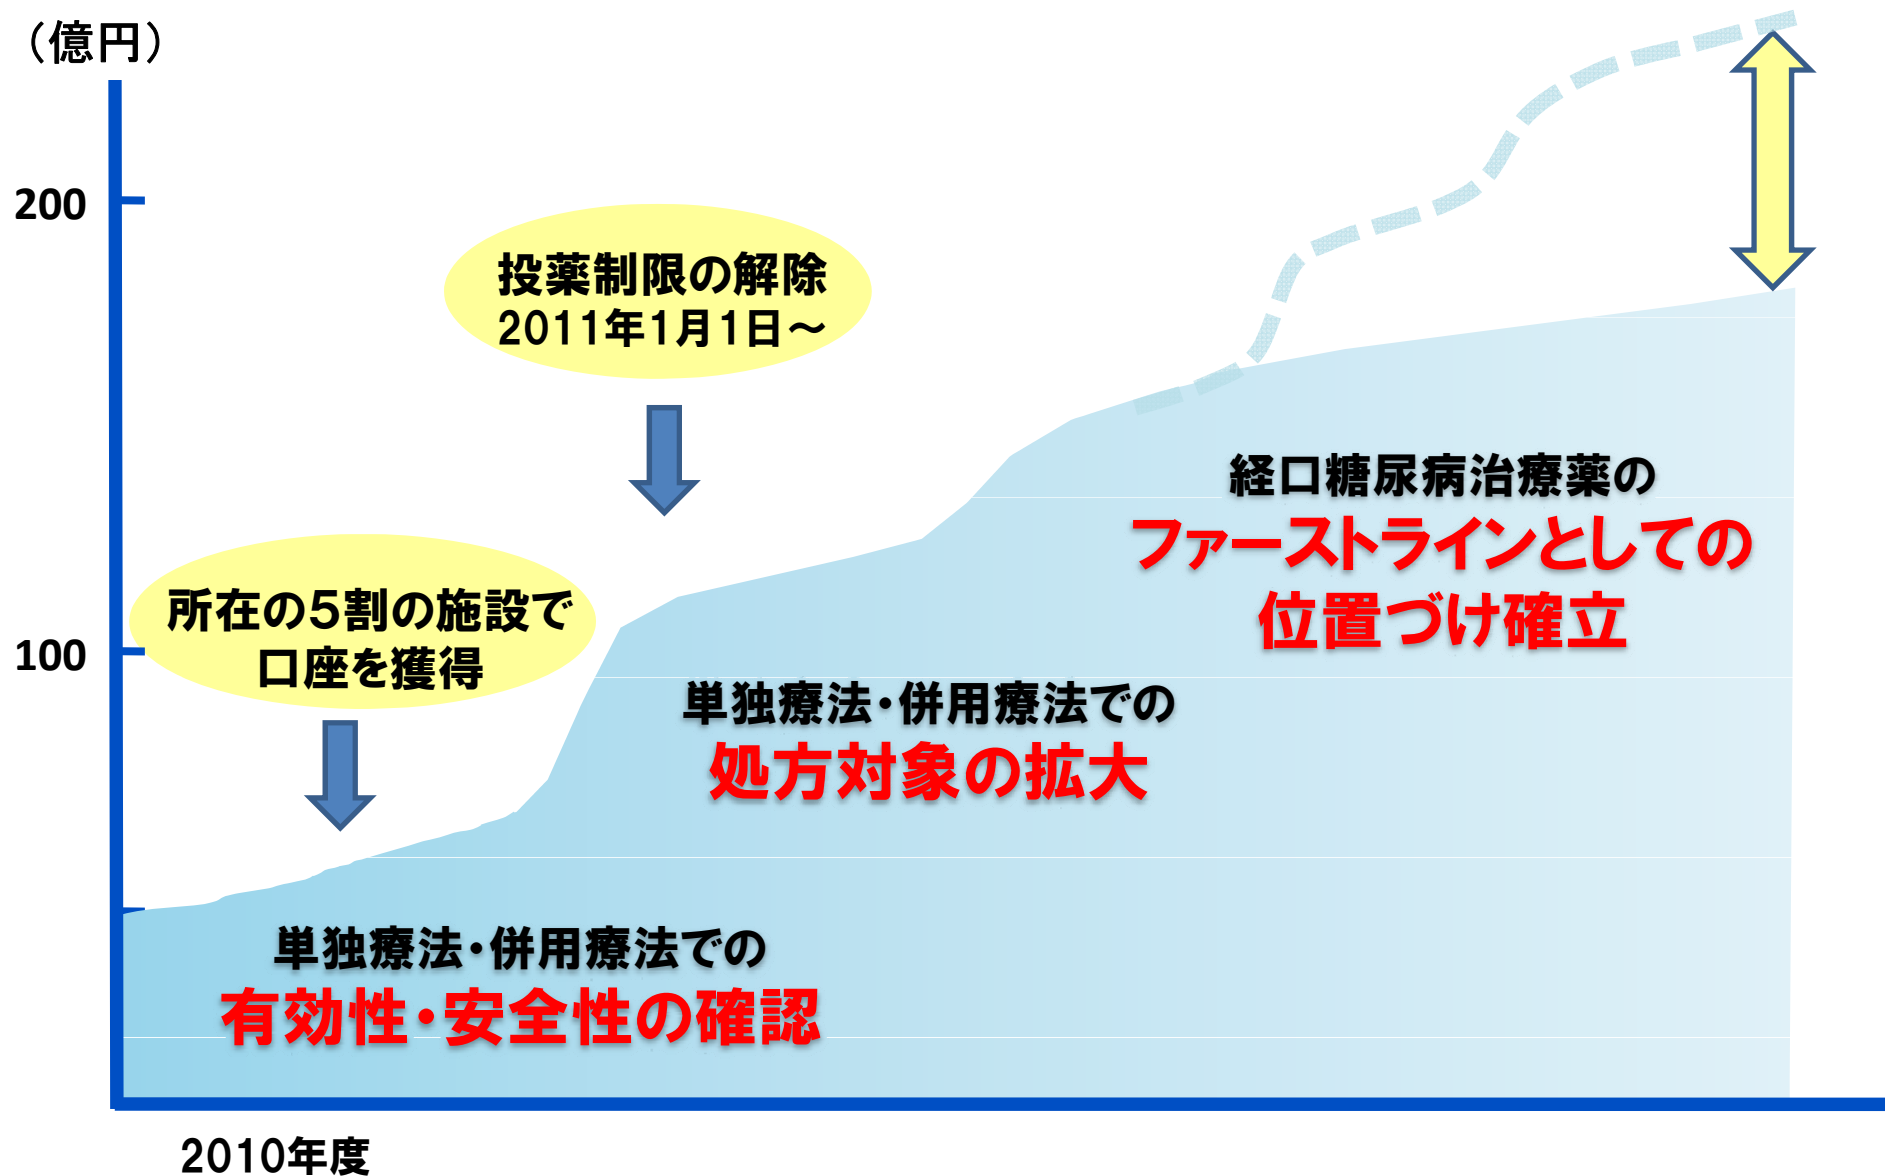 （億円）
200
投薬制限の解除
2011年1月1日～
経口糖尿病治療薬の
ファーストラインとしての
位置づけ確立
所在の5割の施設で
口座を獲得
100
単独療法・併用療法での
処方対象の拡大
単独療法・併用療法での
有効性・安全性の確認
2010年度